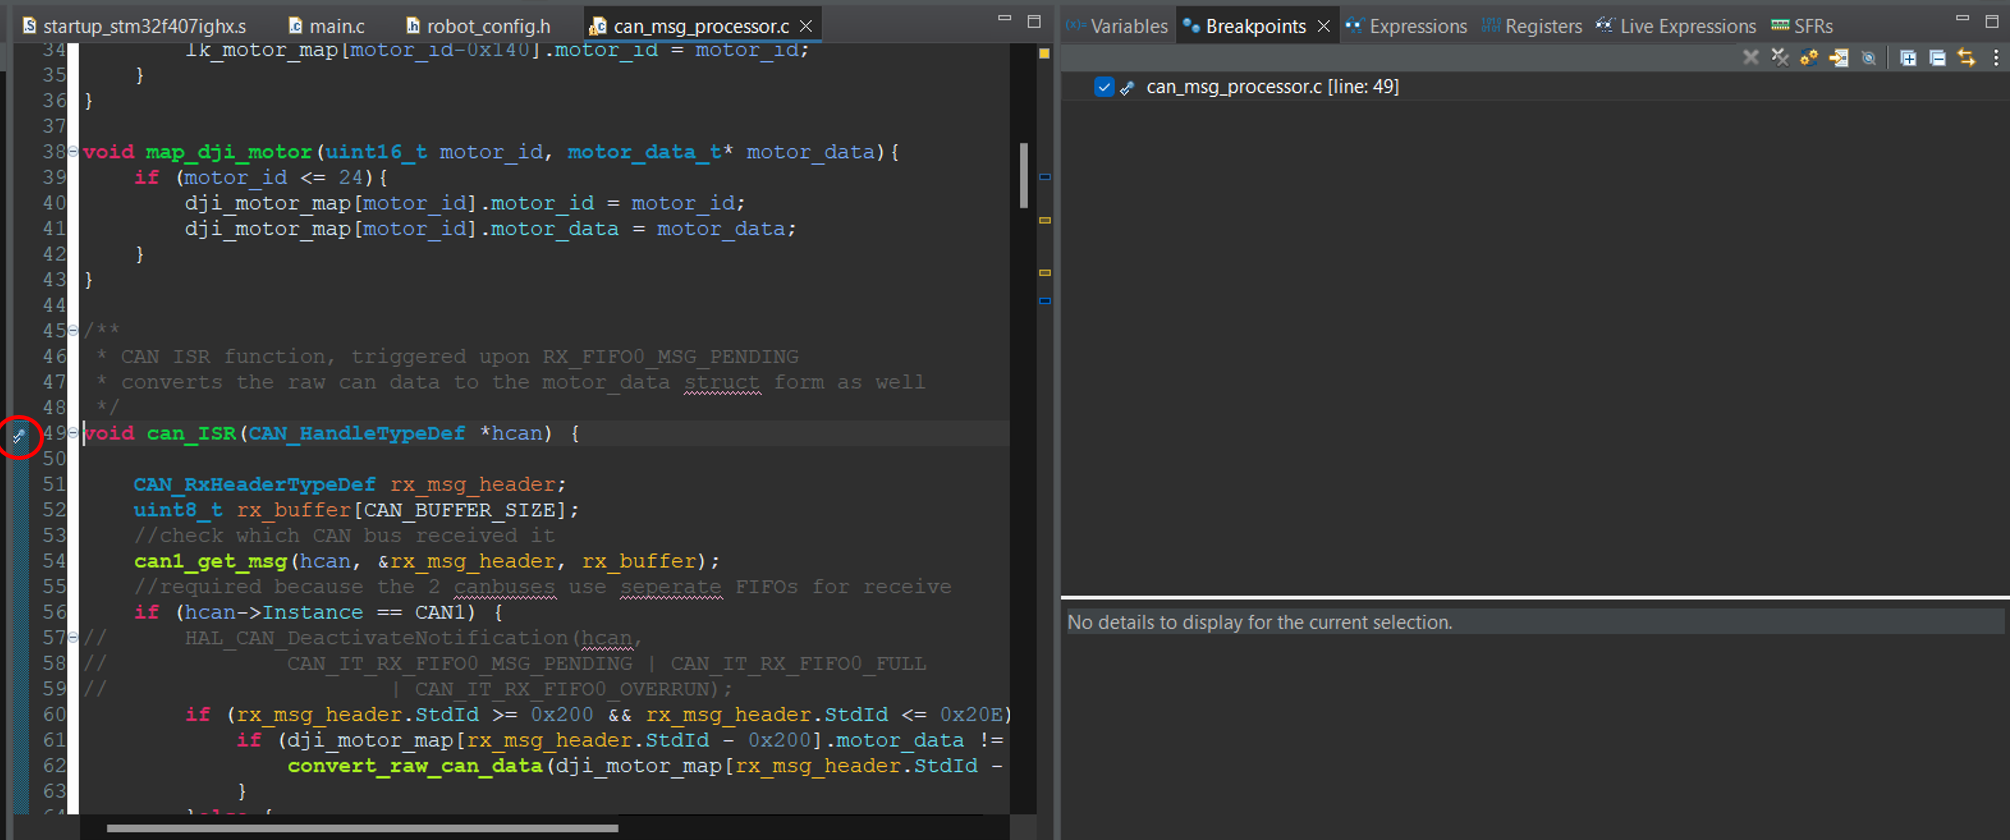 startup_stm32f407ighx.s main.c robot_config.h can_msg_processor.c
(x)= Variables Breakpoints Expressions Registers Live Expressions SFRs
can_msg_processor.c [line: 49]
34 lk_motor_map[motor_id-0x140].motor_id = motor_id;
35 }
36 }
37
38 void map_dji_motor(uint16_t motor_id, motor_data_t* motor_data){
39 if (motor_id <= 24){
40 dji_motor_map[motor_id].motor_id = motor_id;
41 dji_motor_map[motor_id].motor_data = motor_data;
42 }
43 }
44
45 /**
46 * CAN ISR function, triggered upon RX_FIFO0_MSG_PENDING
47 * converts the raw can data to the motor_data struct form as well
48 */
49 void can_ISR(CAN_HandleTypeDef *hcan) {
50
51 CAN_RxHeaderTypeDef rx_msg_header;
52 uint8_t rx_buffer[CAN_BUFFER_SIZE];
53 //check which CAN bus received it
54 can1_get_msg(hcan, &rx_msg_header, rx_buffer);
55 //required because the 2 canbuses use seperate FIFOs for receive
56 if (hcan->Instance == CAN1) {
57 // HAL_CAN_DeactivateNotification(hcan,
58 // CAN_IT_RX_FIFO0_MSG_PENDING | CAN_IT_RX_FIFO0_FULL
59 // | CAN_IT_RX_FIFO0_OVERRUN);
60 if (rx_msg_header.StdId >= 0x200 && rx_msg_header.StdId <= 0x20E)
61 if (dji_motor_map[rx_msg_header.StdId - 0x200].motor_data !=
62 convert_raw_can_data(dji_motor_map[rx_msg_header.StdId -
63 }
64 }else {
No details to display for the current selection.